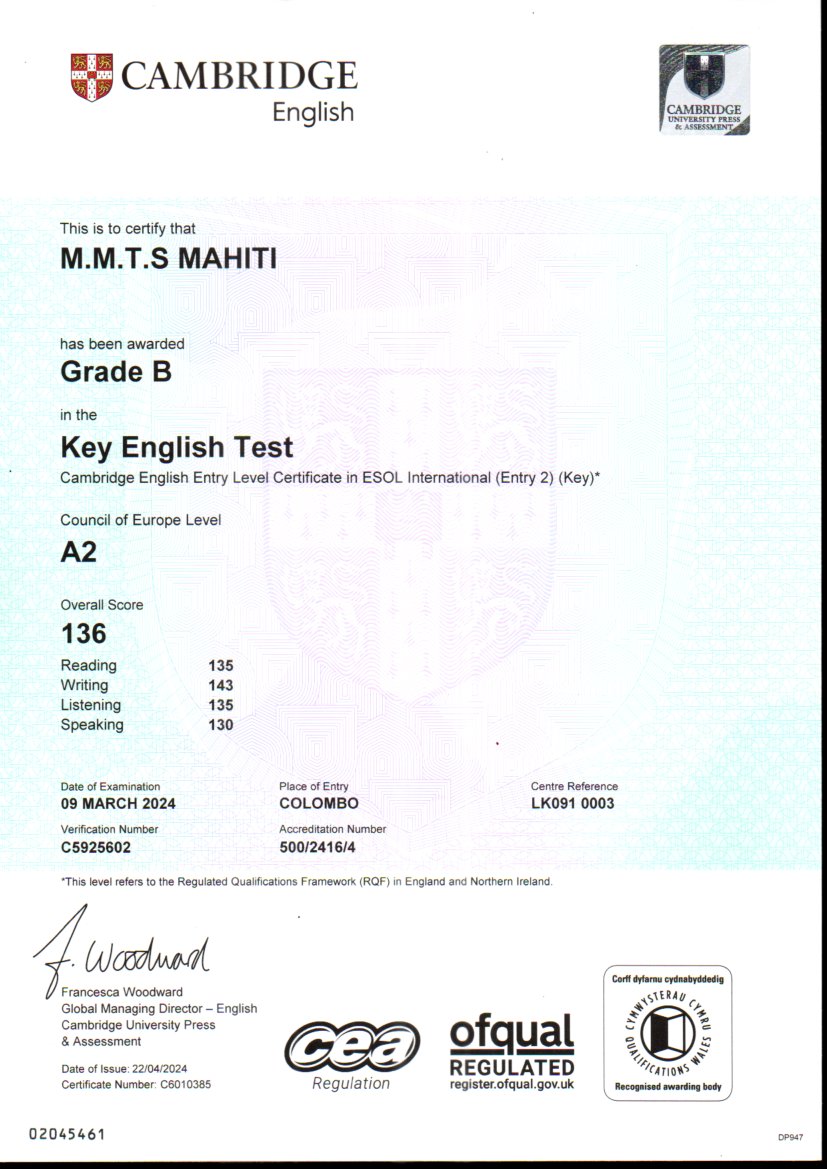 CAMBRIDGE
English
CAMBRIDGE
UNIVERSITY PRESS
& ASSESSMENT
This is to certify that
M.M.T.S MAHITI
has been awarded
Grade B
in the
Key English Test
Cambridge English Entry Level Certificate in ESOL International (Entry 2) (Key)*
Council of Europe Level
A2
Overall Score
136
Reading 135
Writing 143
Listening 135
Speaking 130
Date of Examination Place of Entry Centre Reference
09 MARCH 2024 COLOMBO LK091 0003
Verification Number Accreditation Number
C5925602 500/2416/4
*This level refers to the Regulated Qualifications Framework (RQF) in England and Northern Ireland.
F. Woodward
Francesca Woodward
Global Managing Director – English
Cambridge University Press
& Assessment
Date of Issue: 22/04/2024
Certificate Number: C6010385
cea
Regulation
ofqual
REGULATED
register.ofqual.gov.uk
Corff dyfarnu cydnabyddedig
CYMWYSTERAU CYMRU
QUALIFICATIONS WALES
Recognised awarding body
02045461
DP947